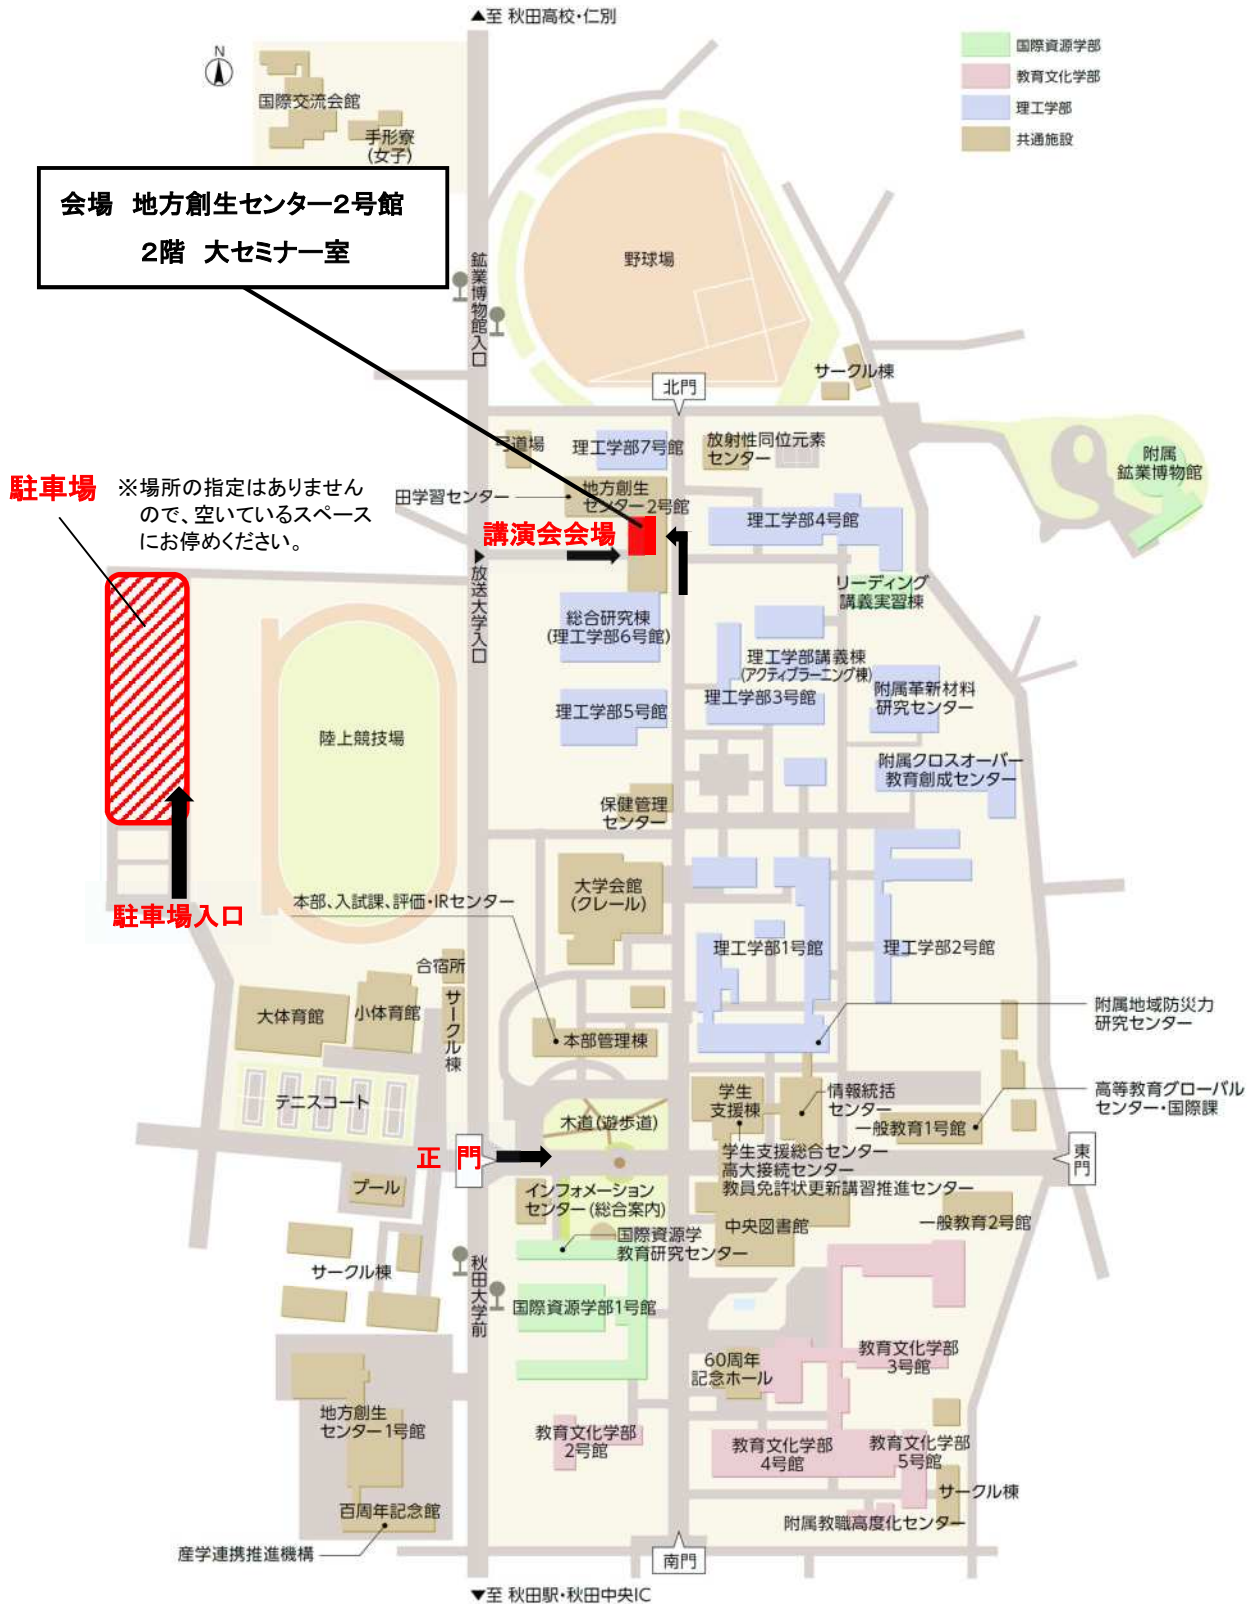 ▲至 秋田高校・仁別
N
国際資源学部
教育文化学部
理工学部
共通施設
国際交流会館
手形寮
(女子)
会場 地方創生センター2号館
2階 大セミナー室
鉱業博物館入口
野球場
サークル棟
北門
弓道場
理工学部7号館
放射性同位元素
センター
附属
鉱業博物館
駐車場
※場所の指定はありません
ので、空いているスペース
にお停めください。
田学習センター
地方創生
センター2号館
講演会会場
理工学部4号館
放送大学入口
リーディング
講義実習棟
総合研究棟
(理工学部6号館)
理工学部講義棟
(アクティブラーニング棟)
理工学部3号館
附属革新材料
研究センター
理工学部5号館
陸上競技場
附属クロスオーバー
教育創成センター
保健管理
センター
駐車場入口
本部、入試課、評価・IRセンター
大学会館
(クレール)
理工学部1号館
理工学部2号館
合宿所
サークル棟
大体育館
小体育館
本部管理棟
附属地域防災力
研究センター
テニスコート
木道(遊歩道)
学生
支援棟
情報統括
センター
一般教育1号館
高等教育グローバル
センター・国際課
正門
学生支援総合センター
高大接続センター
教員免許状更新講習推進センター
東門
プール
インフォメーション
センター(総合案内)
中央図書館
一般教育2号館
国際資源学
教育研究センター
サークル棟
秋田大学前
国際資源学部1号館
60周年
記念ホール
教育文化学部
3号館
地方創生
センター1号館
教育文化学部
2号館
教育文化学部
4号館
教育文化学部
5号館
サークル棟
百周年記念館
附属教職高度化センター
産学連携推進機構
南門
▼至 秋田駅・秋田中央IC